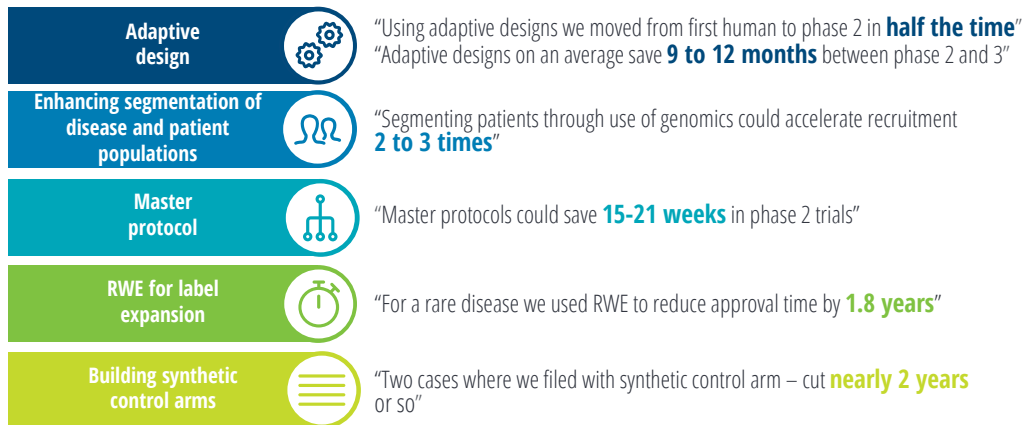 Adaptive
design
“Using adaptive designs we moved from first human to phase 2 in half the time”
“Adaptive designs on an average save 9 to 12 months between phase 2 and 3”
Enhancing segmentation of
disease and patient
populations
“Segmenting patients through use of genomics could accelerate recruitment
2 to 3 times”
Master
protocol
“Master protocols could save 15-21 weeks in phase 2 trials”
RWE for label
expansion
“For a rare disease we used RWE to reduce approval time by 1.8 years”
Building synthetic
control arms
“Two cases where we filed with synthetic control arm – cut nearly 2 years
or so”